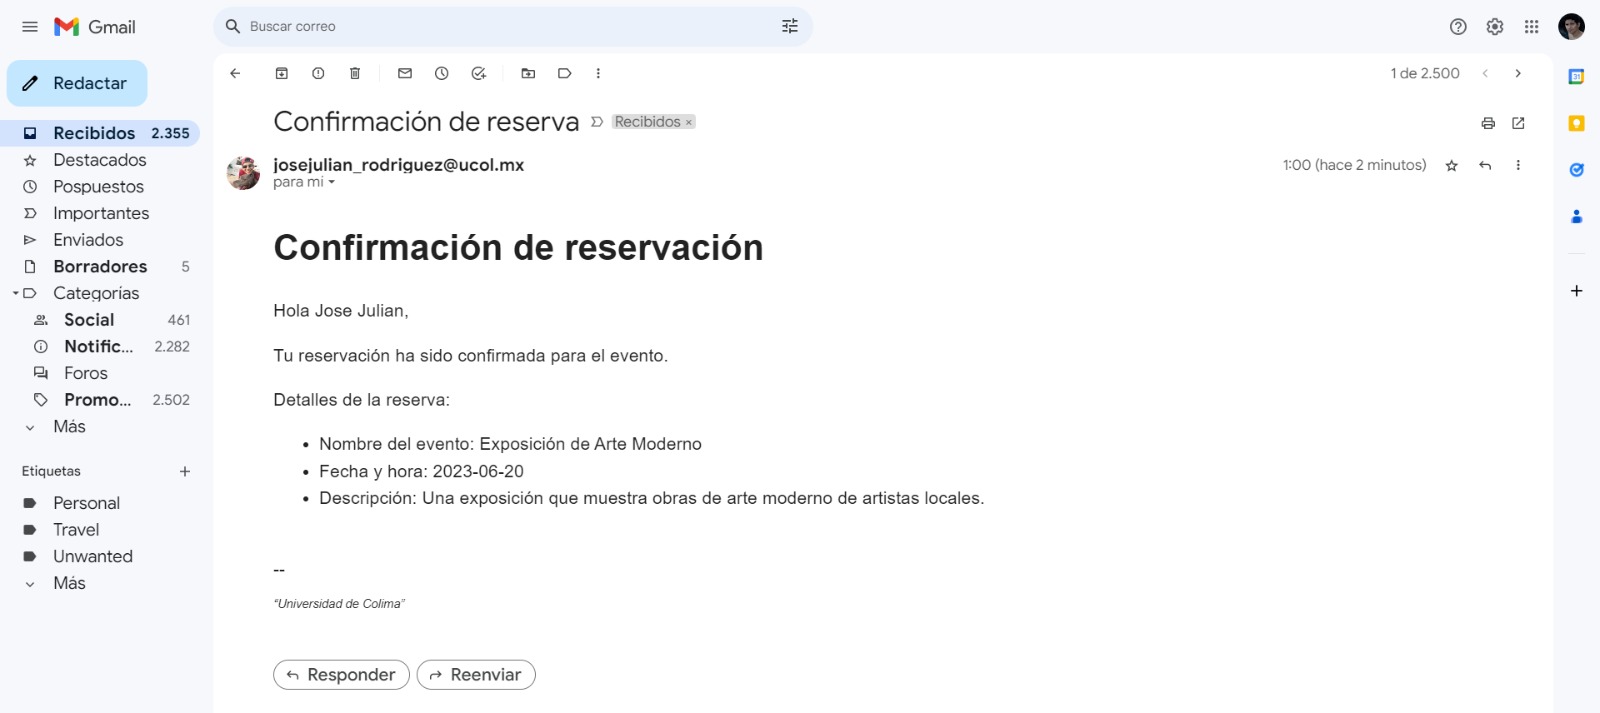 Gmail
Buscar correo
Redactar
1 de 2.500
Recibidos 2.355
Destacados
Pospuestos
Importantes
Enviados
Borradores 5
Categorías
Social 461
Notific... 2.282
Foros
Promo... 2.502
Más
Etiquetas +
Personal
Travel
Unwanted
Más
Confirmación de reserva Recibidos ×
josejulian_rodriguez@ucol.mx 1:00 (hace 2 minutos)
para mi
Confirmación de reservación
Hola Jose Julian,
Tu reservación ha sido confirmada para el evento.
Detalles de la reserva:
• Nombre del evento: Exposición de Arte Moderno
• Fecha y hora: 2023-06-20
• Descripción: Una exposición que muestra obras de arte moderno de artistas locales.
--
“Universidad de Colima”
Responder Reenviar
31